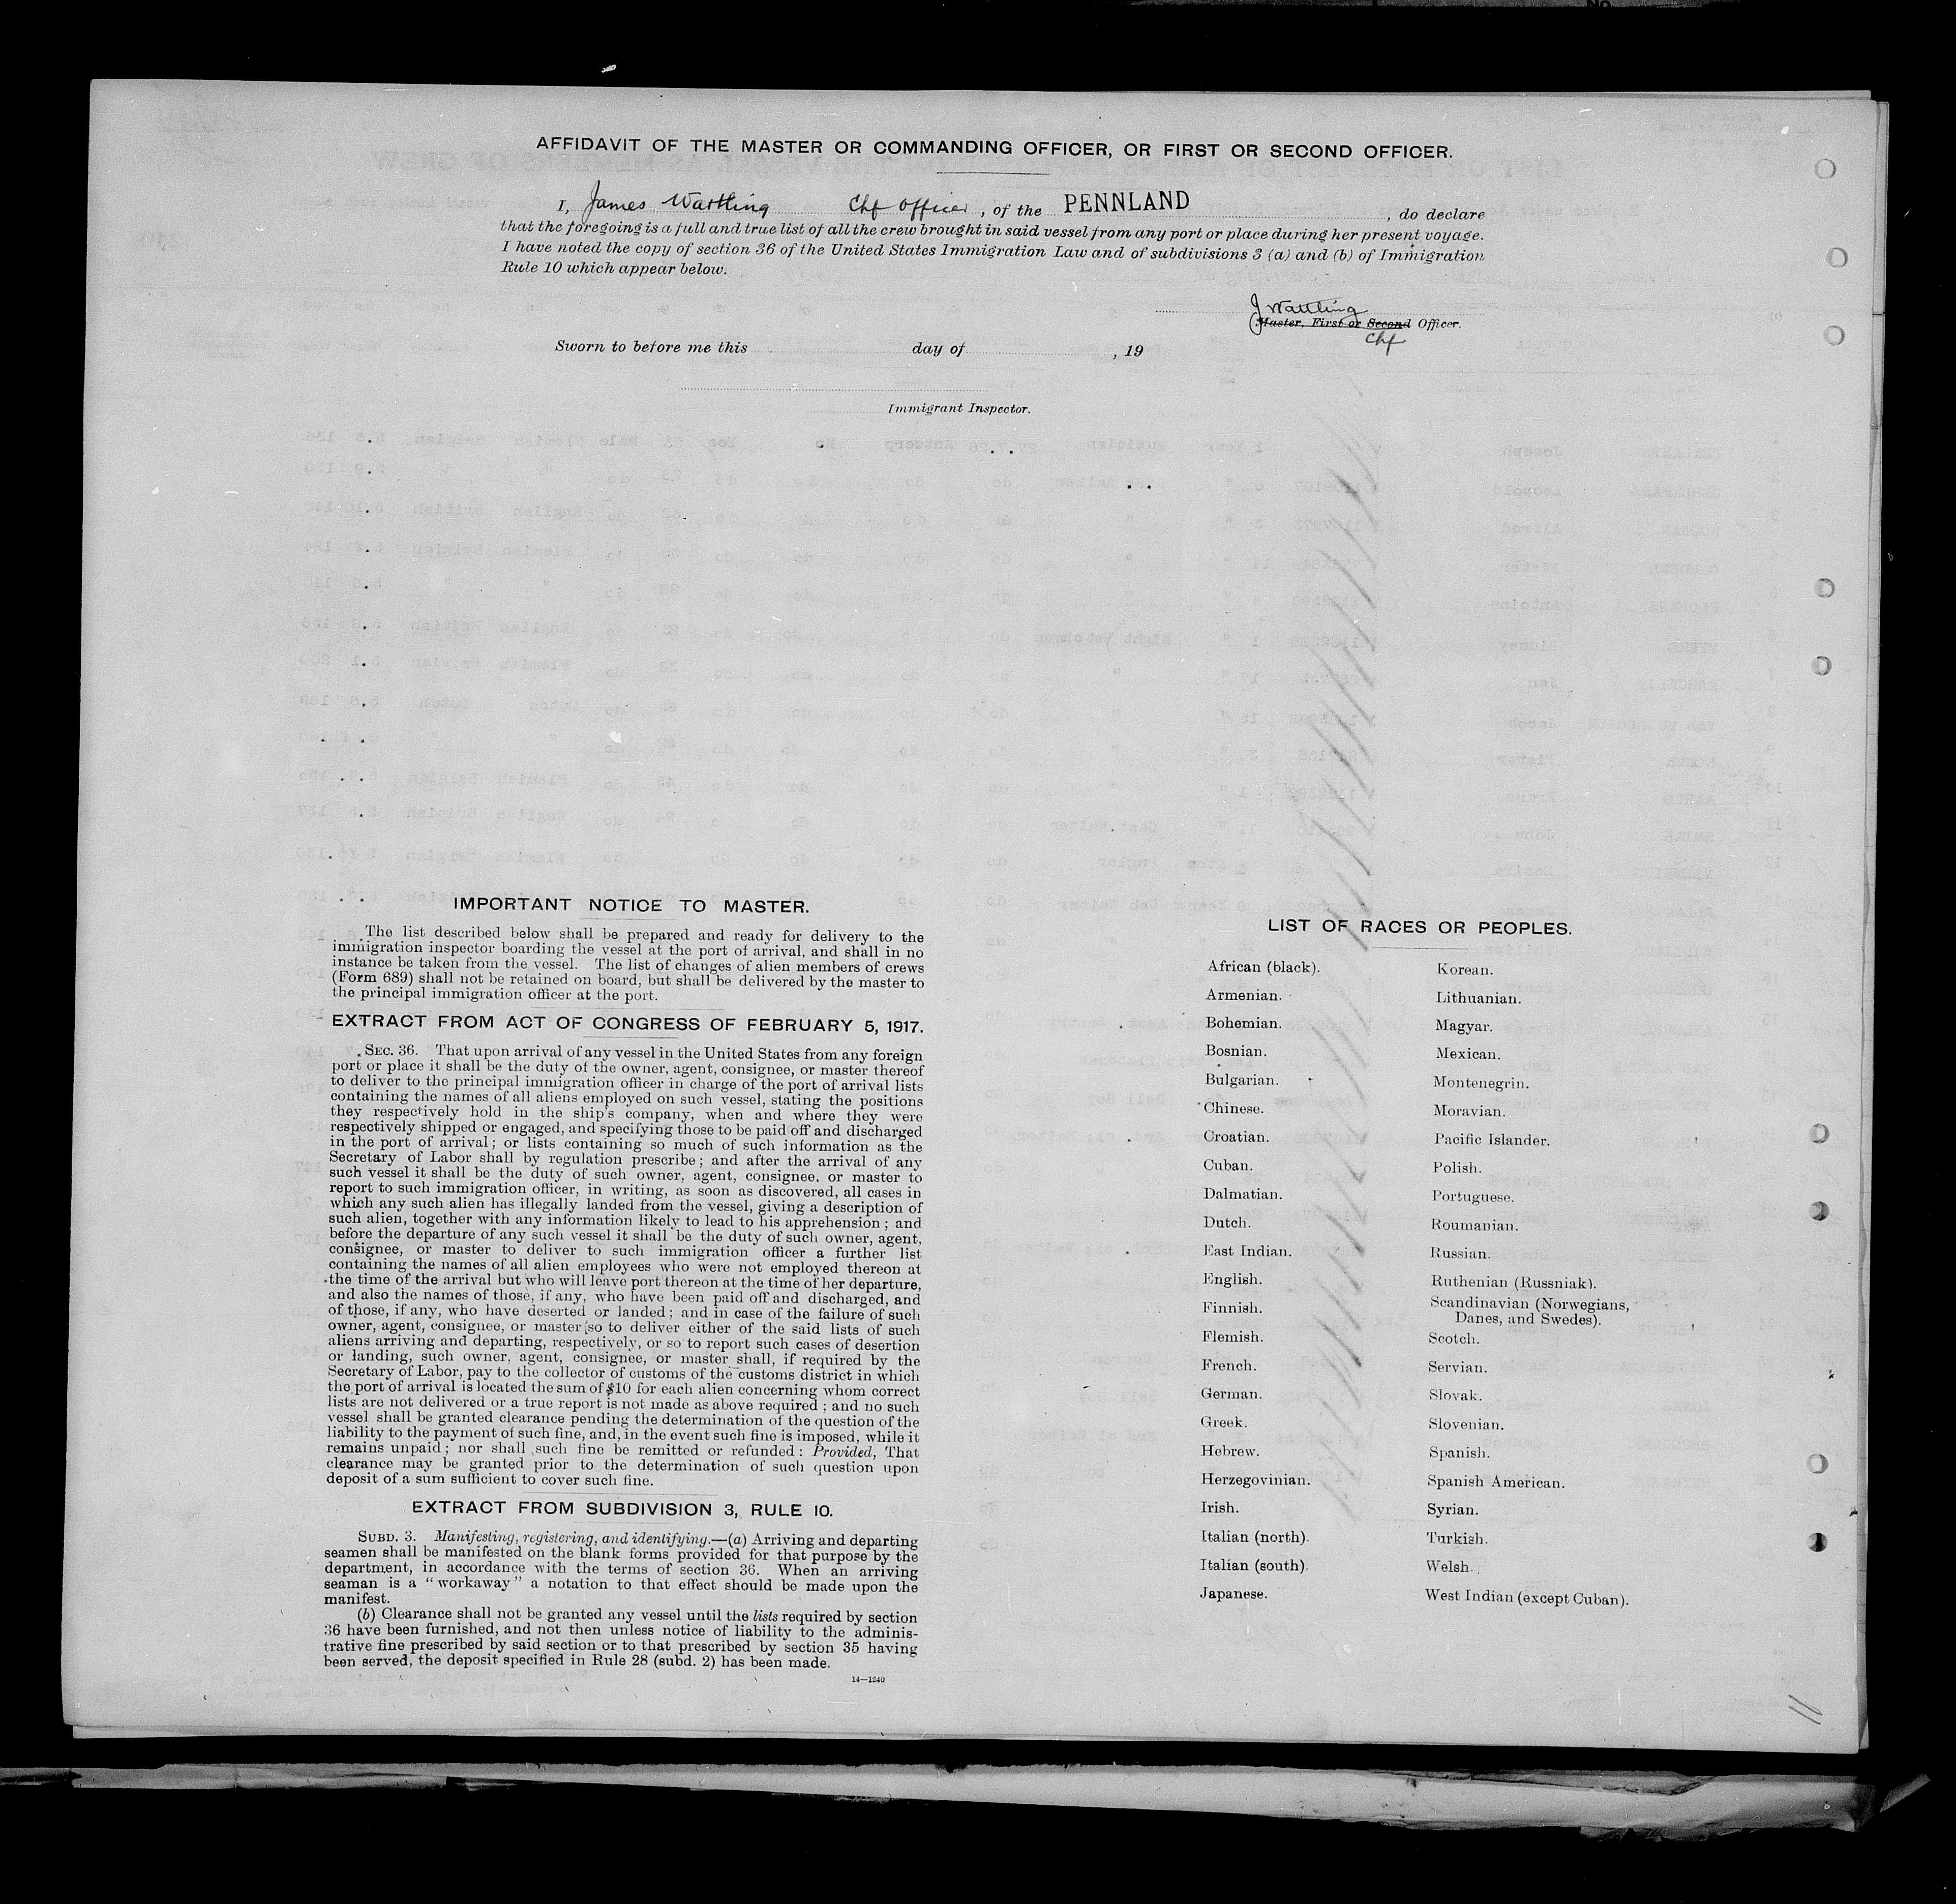 AFFIDAVIT OF THE MASTER OR COMMANDING OFFICER, OR FIRST OR SECOND OFFICER.
I, James Wattling Chf Officer, of the PENNLAND, do declare
that the foregoing is a full and true list of all the crew brought in said vessel from any port or place during her present voyage.
I have noted the copy of section 36 of the United States Immigration Law and of subdivisions 3 (a) and (b) of Immigration
Rule 10 which appear below.
J Wattling
(Master, First or Second Officer.
Chf
Sworn to before me this day of , 19
Immigrant Inspector.
IMPORTANT NOTICE TO MASTER.
The list described below shall be prepared and ready for delivery to the
immigration inspector boarding the vessel at the port of arrival, and shall in no
instance be taken from the vessel. The list of changes of alien members of crews
(Form 689) shall not be retained on board, but shall be delivered by the master to
the principal immigration officer at the port.
EXTRACT FROM ACT OF CONGRESS OF FEBRUARY 5, 1917.
SEC. 36. That upon arrival of any vessel in the United States from any foreign
port or place it shall be the duty of the owner, agent, consignee, or master thereof
to deliver to the principal immigration officer in charge of the port of arrival lists
containing the names of all aliens employed on such vessel, stating the positions
they respectively hold in the ship's company, when and where they were
respectively shipped or engaged, and specifying those to be paid off and discharged
in the port of arrival; or lists containing so much of such information as the
Secretary of Labor shall by regulation prescribe; and after the arrival of any
such vessel it shall be the duty of such owner, agent, consignee, or master to
report to such immigration officer, in writing, as soon as discovered, all cases in
which any such alien has illegally landed from the vessel, giving a description of
such alien, together with any information likely to lead to his apprehension; and
before the departure of any such vessel it shall be the duty of such owner, agent,
consignee, or master to deliver to such immigration officer a further list
containing the names of all alien employees who were not employed thereon at
the time of the arrival but who will leave port thereon at the time of her departure,
and also the names of those, if any, who have been paid off and discharged, and
of those, if any, who have deserted or landed; and in case of the failure of such
owner, agent, consignee, or master so to deliver either of the said lists of such
aliens arriving and departing, respectively, or so to report such cases of desertion
or landing, such owner, agent, consignee, or master shall, if required by the
Secretary of Labor, pay to the collector of customs of the customs district in which
the port of arrival is located the sum of $10 for each alien concerning whom correct
lists are not delivered or a true report is not made as above required; and no such
vessel shall be granted clearance pending the determination of the question of the
liability to the payment of such fine, and, in the event such fine is imposed, while it
remains unpaid; nor shall such fine be remitted or refunded: Provided, That
clearance may be granted prior to the determination of such question upon
deposit of a sum sufficient to cover such fine.
EXTRACT FROM SUBDIVISION 3, RULE 10.
SUBD. 3. Manifesting, registering, and identifying.—(a) Arriving and departing
seamen shall be manifested on the blank forms provided for that purpose by the
department, in accordance with the terms of section 36. When an arriving
seaman is a "workaway" a notation to that effect should be made upon the
manifest.
(b) Clearance shall not be granted any vessel until the lists required by section
36 have been furnished, and not then unless notice of liability to the adminis-
trative fine prescribed by said section or to that prescribed by section 35 having
been served, the deposit specified in Rule 28 (subd. 2) has been made.
14—1240
LIST OF RACES OR PEOPLES.
African (black).
Armenian.
Bohemian.
Bosnian.
Bulgarian.
Chinese.
Croatian.
Cuban.
Dalmatian.
Dutch.
East Indian.
English.
Finnish.
Flemish.
French.
German.
Greek.
Hebrew.
Herzegovinian.
Irish.
Italian (north).
Italian (south).
Japanese.
Korean.
Lithuanian.
Magyar.
Mexican.
Montenegrin.
Moravian.
Pacific Islander.
Polish.
Portuguese.
Roumanian.
Russian.
Ruthenian (Russniak).
Scandinavian (Norwegians,
Danes, and Swedes).
Scotch.
Servian.
Slovak.
Slovenian.
Spanish.
Spanish American.
Syrian.
Turkish.
Welsh.
West Indian (except Cuban).
11